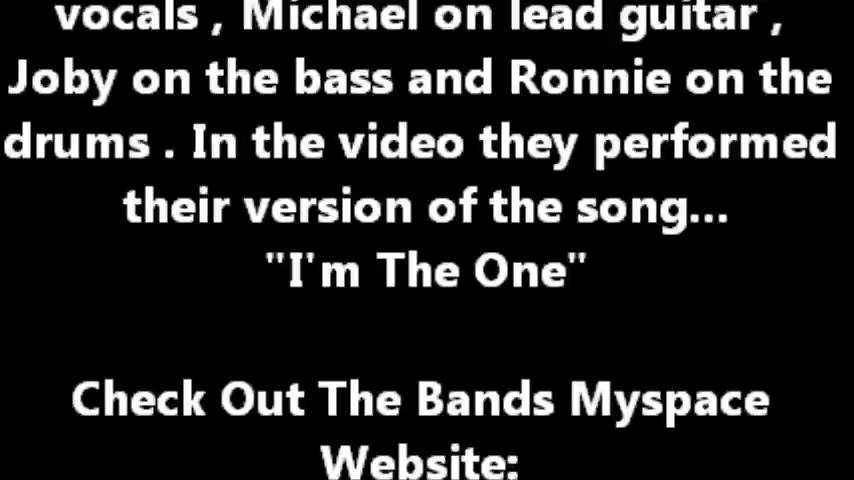 vocals , Michael on lead guitar ,
Joby on the bass and Ronnie on the
drums . In the video they performed
their version of the song...
"I'm The One"
Check Out The Bands Myspace
Website: